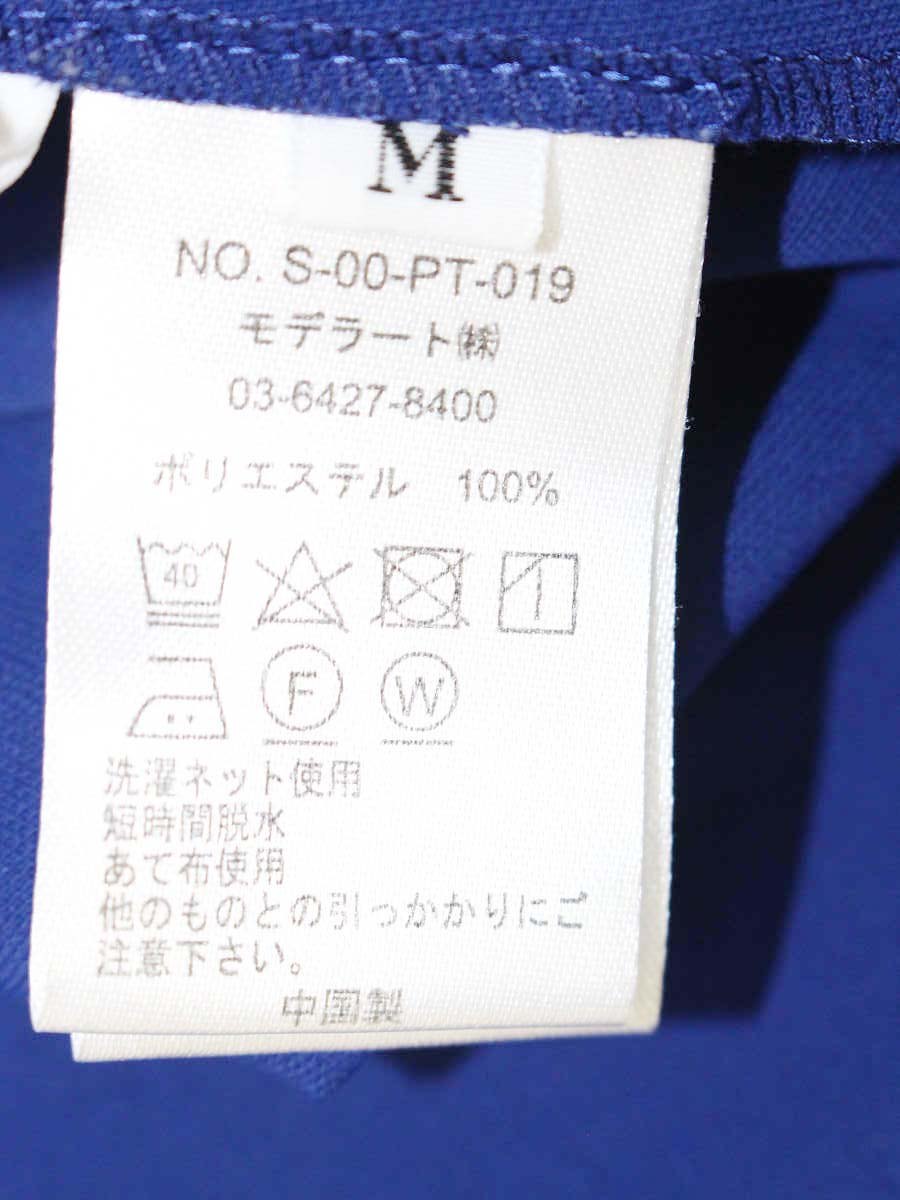 M
NO. S-00-PT-019
モデラート㈱
03-6427-8400
ポリエステル 100%
40
F W
洗濯ネット使用
短時間脱水
あて布使用
他のものとの引っかかりにご
注意下さい。
中国製